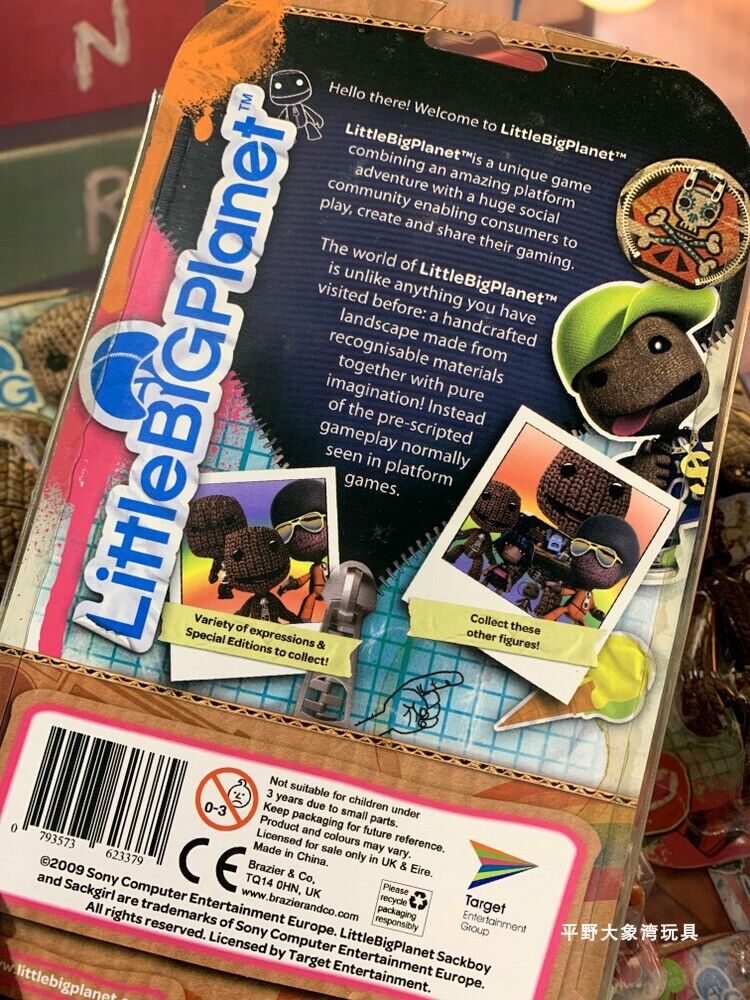 N
R
Hello there! Welcome to LittleBigPlanet™
LittleBigPlanet™ is a unique game
combining an amazing platform
adventure with a huge social
community enabling consumers to
play, create and share their gaming.
The world of LittleBigPlanet™
is unlike anything you have
visited before: a handcrafted
landscape made from
recognisable materials
together with pure
imagination! Instead
of the pre-scripted
gameplay normally
seen in platform
games.
LittleBIGPlanet™
Variety of expressions &
Special Editions to collect!
Collect these
other figures!
0 793573 623379
0-3
Not suitable for children under
3 years due to small parts.
Keep packaging for future reference.
Product and colours may vary.
Licensed for sale only in UK & Eire.
Made in China.
CE
Brazier & Co,
TQ14 0HN, UK
www.brazierandco.com
Please
recycle
packaging
responsibly
Target
Entertainment
Group
©2009 Sony Computer Entertainment Europe. LittleBigPlanet Sackboy
and Sackgirl are trademarks of Sony Computer Entertainment Europe.
All rights reserved. Licensed by Target Entertainment.
www.littlebigplanet.
平野大象湾玩具